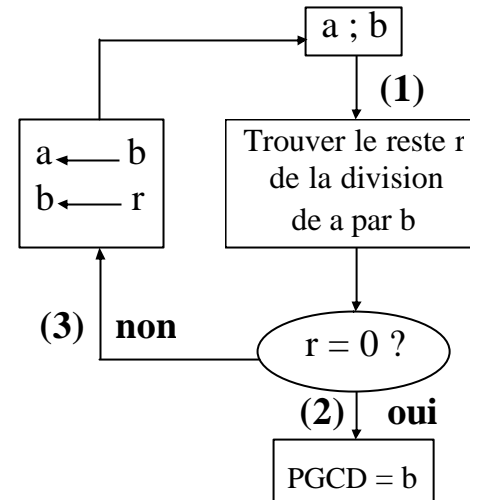 a ; b
(1)
Trouver le reste r
de la division
de a par b
a ← b
b ← r
(3) non
r = 0 ?
(2) oui
PGCD = b